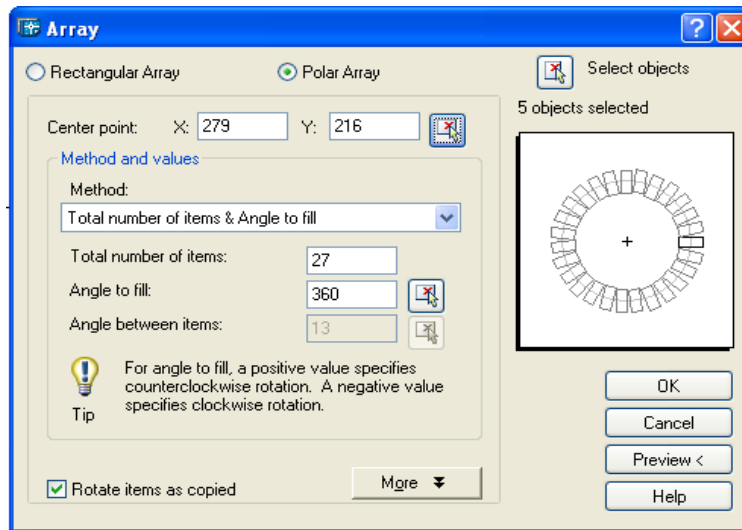 Array
Rectangular Array Polar Array Select objects
5 objects selected
Center point: X: 279 Y: 216
Method and values
Method:
Total number of items & Angle to fill
Total number of items: 27
Angle to fill: 360
Angle between items: 13
For angle to fill, a positive value specifies
counterclockwise rotation. A negative value
specifies clockwise rotation.
Tip
OK
Cancel
Preview <
Help
Rotate items as copied
More